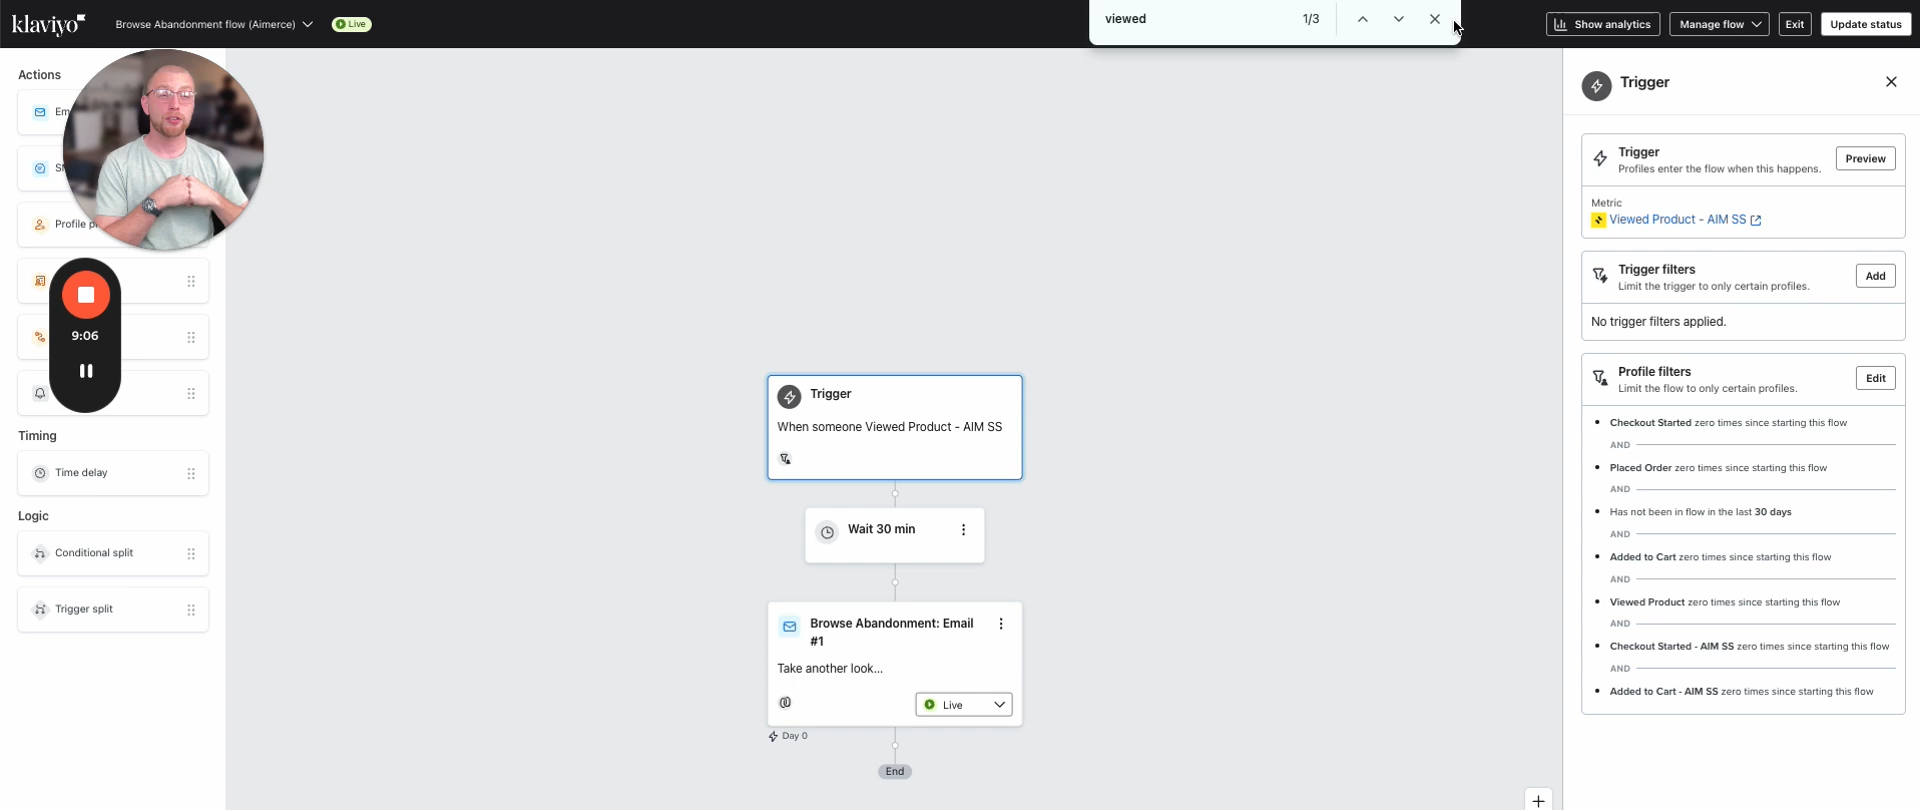 klaviyo
Browse Abandonment flow (Aimerce)
Live
viewed
1/3
Show analytics
Manage flow
Exit
Update status
Actions
Em
SM
Profile p
9:06
Timing
Time delay
Logic
Conditional split
Trigger split
Trigger
When someone Viewed Product - AIM SS
Wait 30 min
Browse Abandonment: Email
#1
Take another look...
Live
Day 0
End
Trigger
Trigger
Profiles enter the flow when this happens.
Preview
Metric
Viewed Product - AIM SS
Trigger filters
Limit the trigger to only certain profiles.
Add
No trigger filters applied.
Profile filters
Limit the flow to only certain profiles.
Edit
Checkout Started zero times since starting this flow
AND
Placed Order zero times since starting this flow
AND
Has not been in flow in the last 30 days
AND
Added to Cart zero times since starting this flow
AND
Viewed Product zero times since starting this flow
AND
Checkout Started - AIM SS zero times since starting this flow
AND
Added to Cart - AIM SS zero times since starting this flow